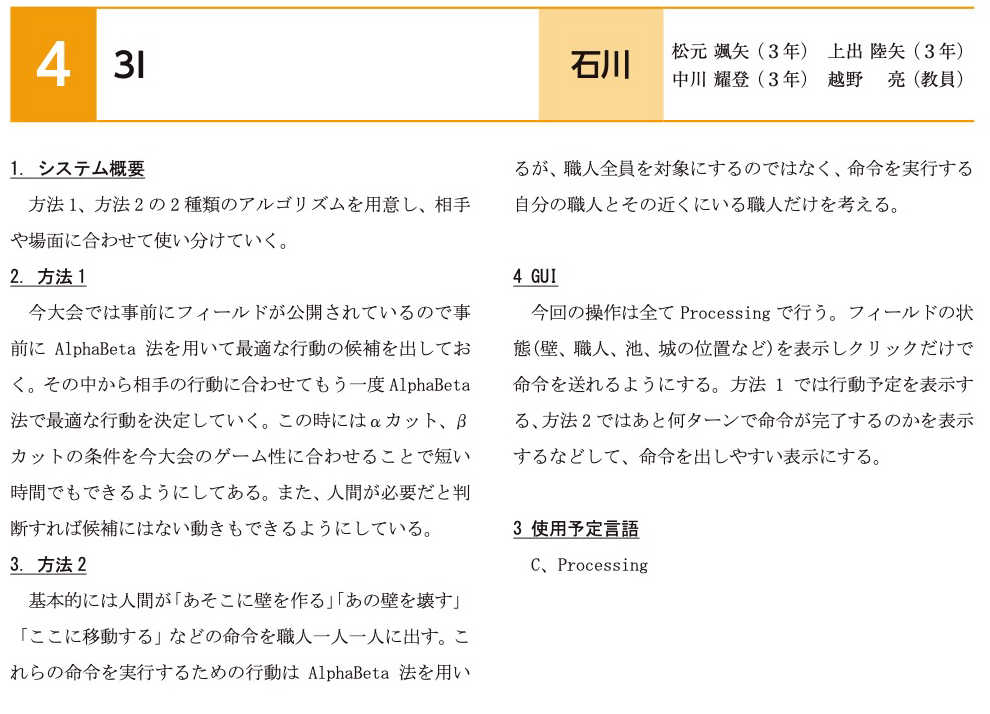 4
3I
石川
松元 颯矢（３年） 上出 陸矢（３年）
中川 耀登（３年） 越野 亮（教員）
1. システム概要
方法１、方法２の２種類のアルゴリズムを用意し、相手
や場面に合わせて使い分けていく。
2. 方法1
今大会では事前にフィールドが公開されているので事
前に AlphaBeta 法を用いて最適な行動の候補を出してお
く。その中から相手の行動に合わせてもう一度 AlphaBeta
法で最適な行動を決定していく。この時にはαカット、β
カットの条件を今大会のゲーム性に合わせることで短い
時間でもできるようにしてある。また、人間が必要だと判
断すれば候補にはない動きもできるようにしている。
3. 方法2
基本的には人間が「あそこに壁を作る」「あの壁を壊す」
「ここに移動する」などの命令を職人一人一人に出す。こ
れらの命令を実行するための行動は AlphaBeta 法を用い
るが、職人全員を対象にするのではなく、命令を実行する
自分の職人とその近くにいる職人だけを考える。
4 GUI
今回の操作は全て Processing で行う。フィールドの状
態(壁、職人、池、城の位置など)を表示しクリックだけで
命令を送れるようにする。方法 1 では行動予定を表示す
る、方法２ではあと何ターンで命令が完了するのかを表示
するなどして、命令を出しやすい表示にする。
3 使用予定言語
C、Processing